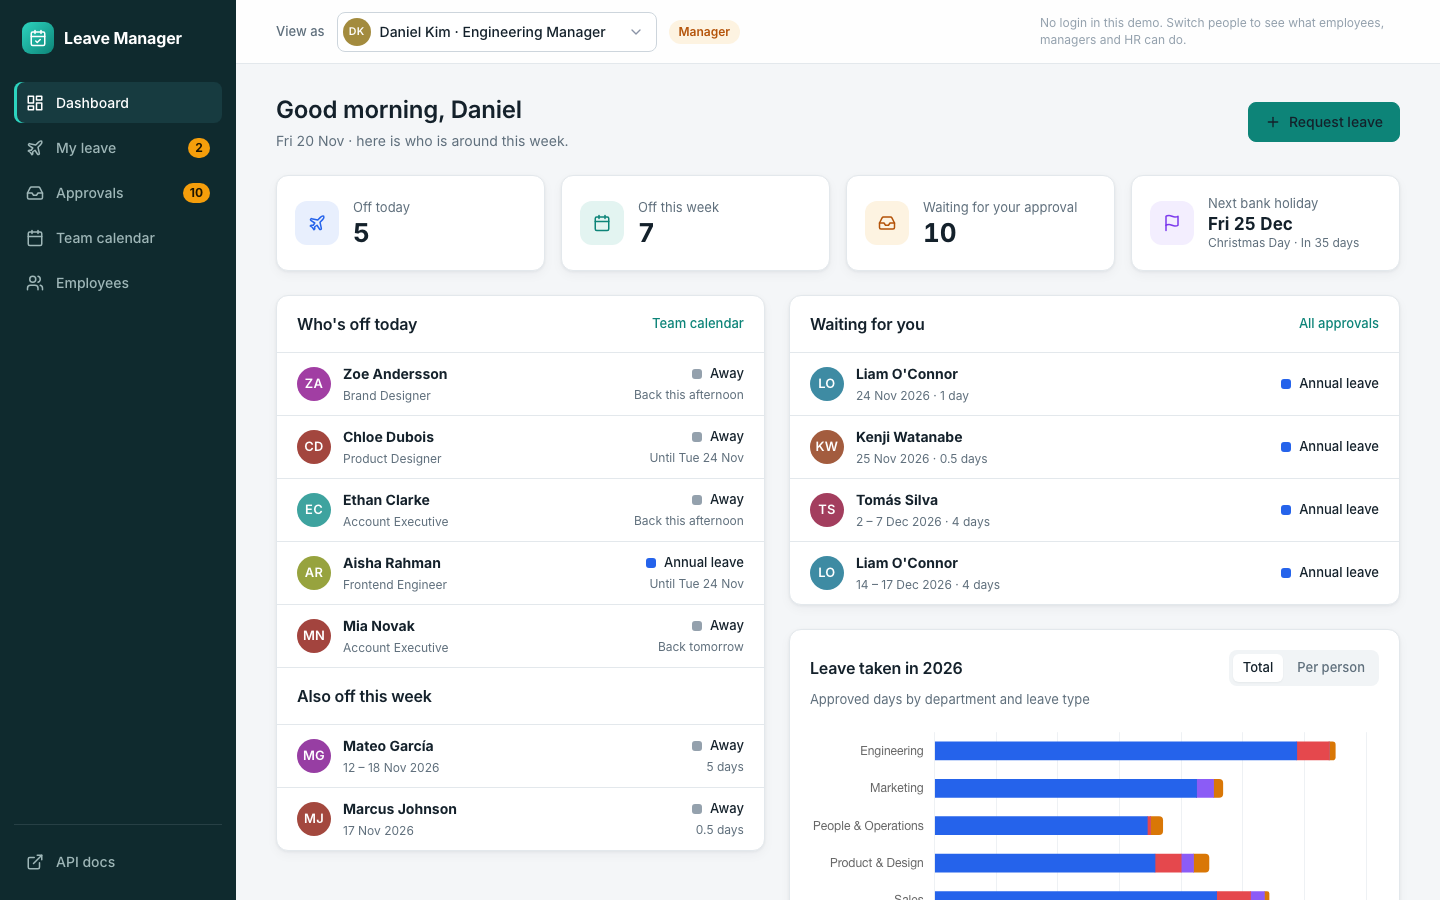 Leave Manager
Dashboard
My leave 2
Approvals 10
Team calendar
Employees
API docs
View as
DK Daniel Kim · Engineering Manager
Manager
No login in this demo. Switch people to see what employees,
managers and HR can do.
Good morning, Daniel
Fri 20 Nov · here is who is around this week.
+ Request leave
Off today
5
Off this week
7
Waiting for your approval
10
Next bank holiday
Fri 25 Dec
Christmas Day · In 35 days
Who's off today Team calendar
ZA Zoe Andersson Away
Brand Designer Back this afternoon
CD Chloe Dubois Away
Product Designer Until Tue 24 Nov
EC Ethan Clarke Away
Account Executive Back this afternoon
AR Aisha Rahman Annual leave
Frontend Engineer Until Tue 24 Nov
MN Mia Novak Away
Account Executive Back tomorrow
Also off this week
MG Mateo García Away
12 – 18 Nov 2026 5 days
MJ Marcus Johnson Away
17 Nov 2026 0.5 days
Waiting for you All approvals
LO Liam O'Connor Annual leave
24 Nov 2026 · 1 day
KW Kenji Watanabe Annual leave
25 Nov 2026 · 0.5 days
TS Tomás Silva Annual leave
2 – 7 Dec 2026 · 4 days
LO Liam O'Connor Annual leave
14 – 17 Dec 2026 · 4 days
Leave taken in 2026 Total Per person
Approved days by department and leave type
Engineering
Marketing
People & Operations
Product & Design
Sales